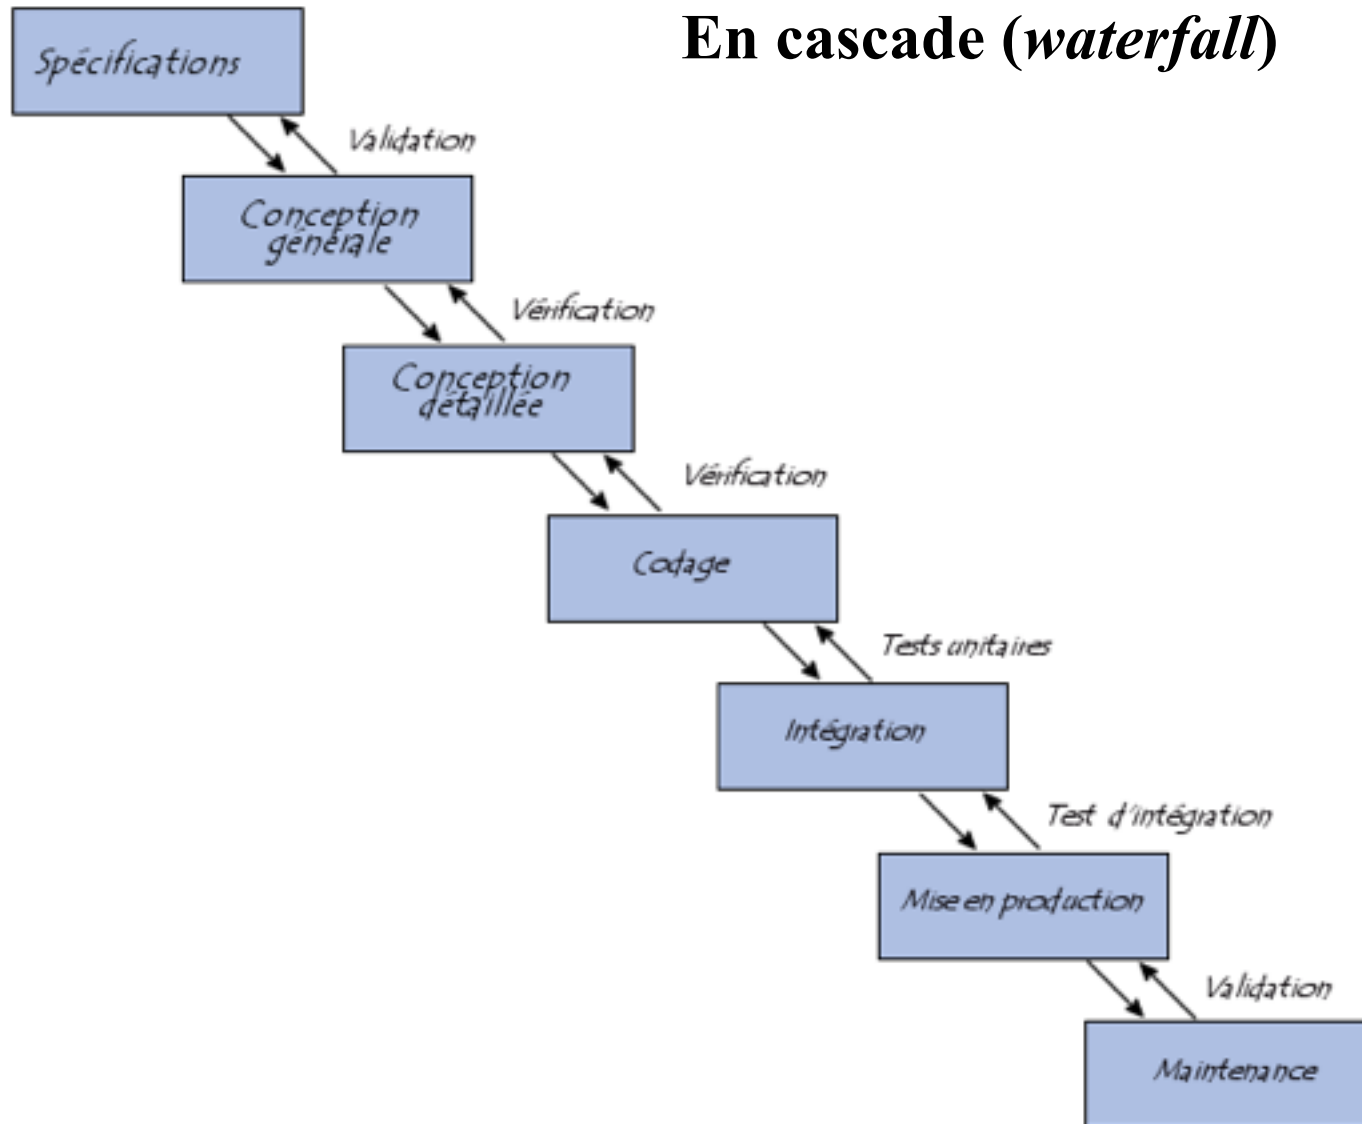 En cascade (waterfall)
Spécifications
Validation
Conception
générale
Vérification
Conception
détaillée
Vérification
Codage
Tests unitaires
Intégration
Test d'intégration
Mise en production
Validation
Maintenance